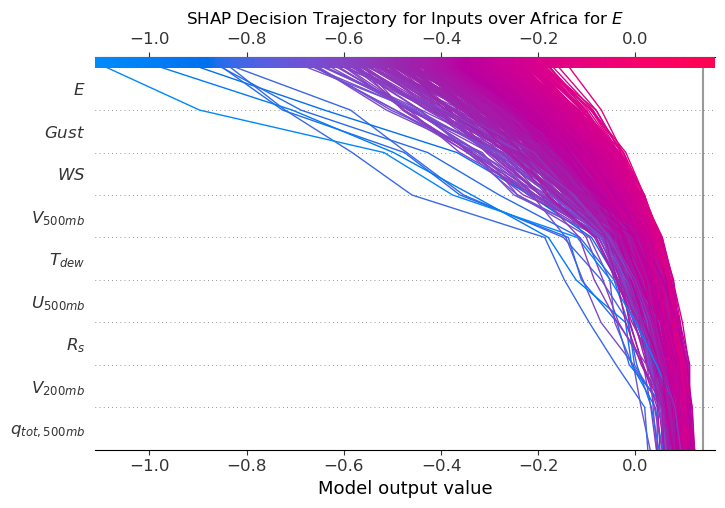 SHAP Decision Trajectory for Inputs over Africa for E
−1.0 −0.8 −0.6 −0.4 −0.2 0.0
E
Gust
WS
V500mb
Tdew
U500mb
Rs
V200mb
qtot,500mb
−1.0 −0.8 −0.6 −0.4 −0.2 0.0
Model output value